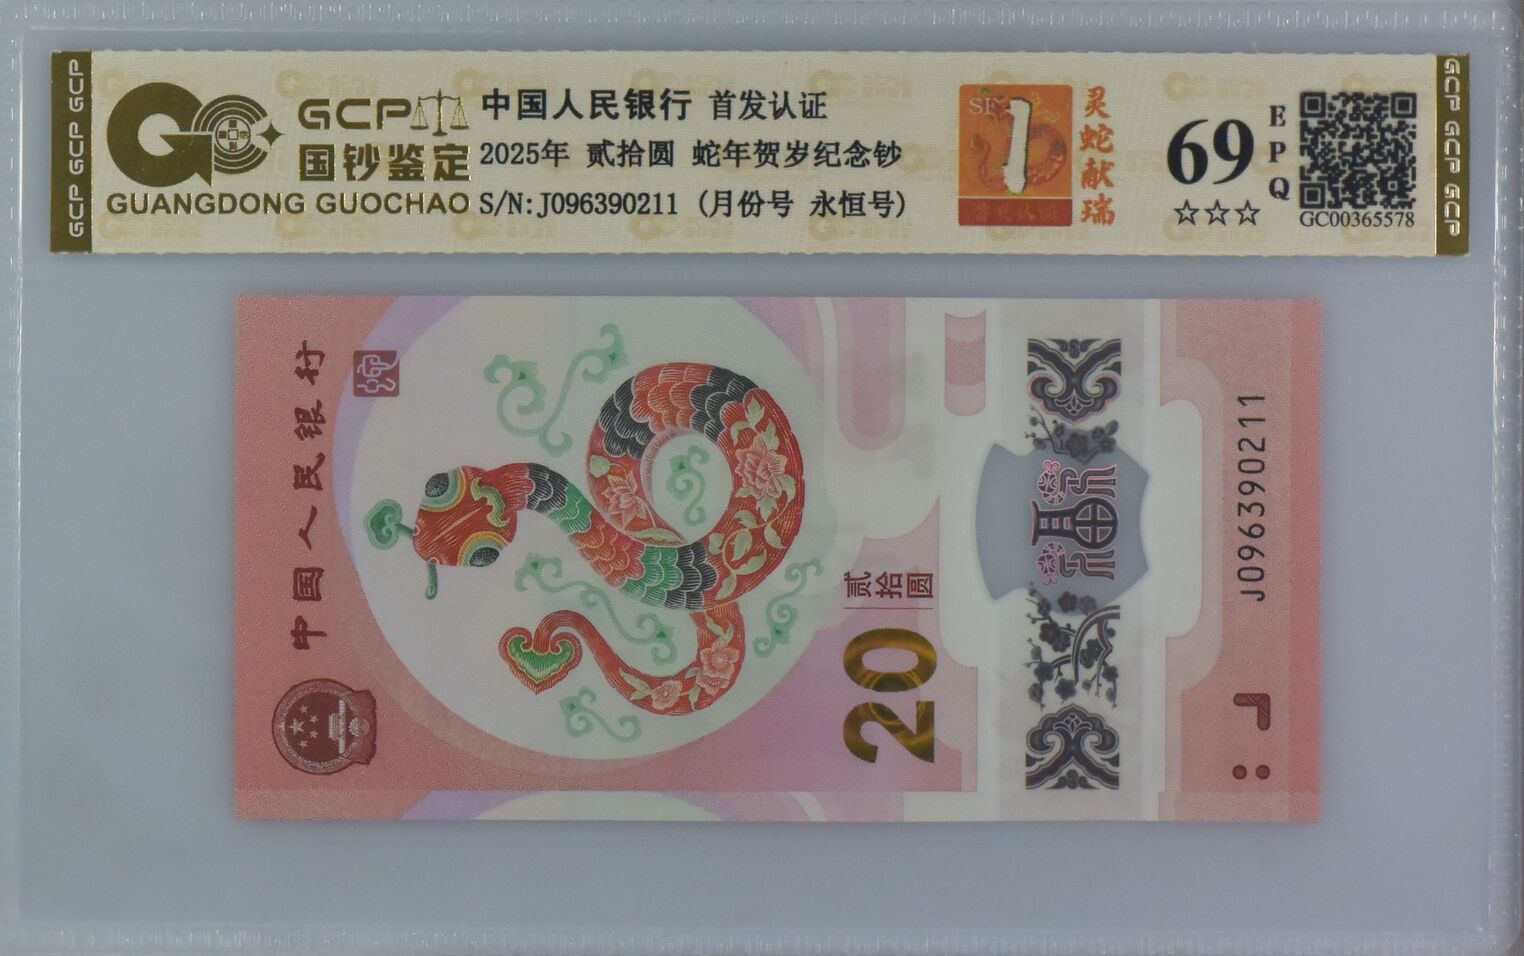 GCP GCP GCP
GCP
国钞鉴定
GUANGDONG GUOCHAO
中国人民银行 首发认证
2025年 贰拾圆 蛇年贺岁纪念钞
S/N:J096390211 (月份号 永恒号)
1
灵蛇献瑞
69
EPQ
☆☆☆
GC00365578
GCP GCP GCP
中国人民银行
贰拾圆
20
J096390211